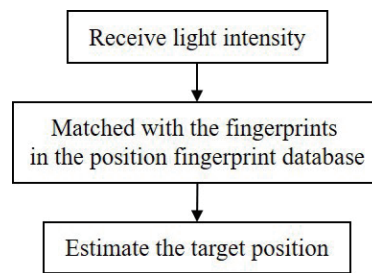 Receive light intensity
Matched with the fingerprints
in the position fingerprint database
Estimate the target position